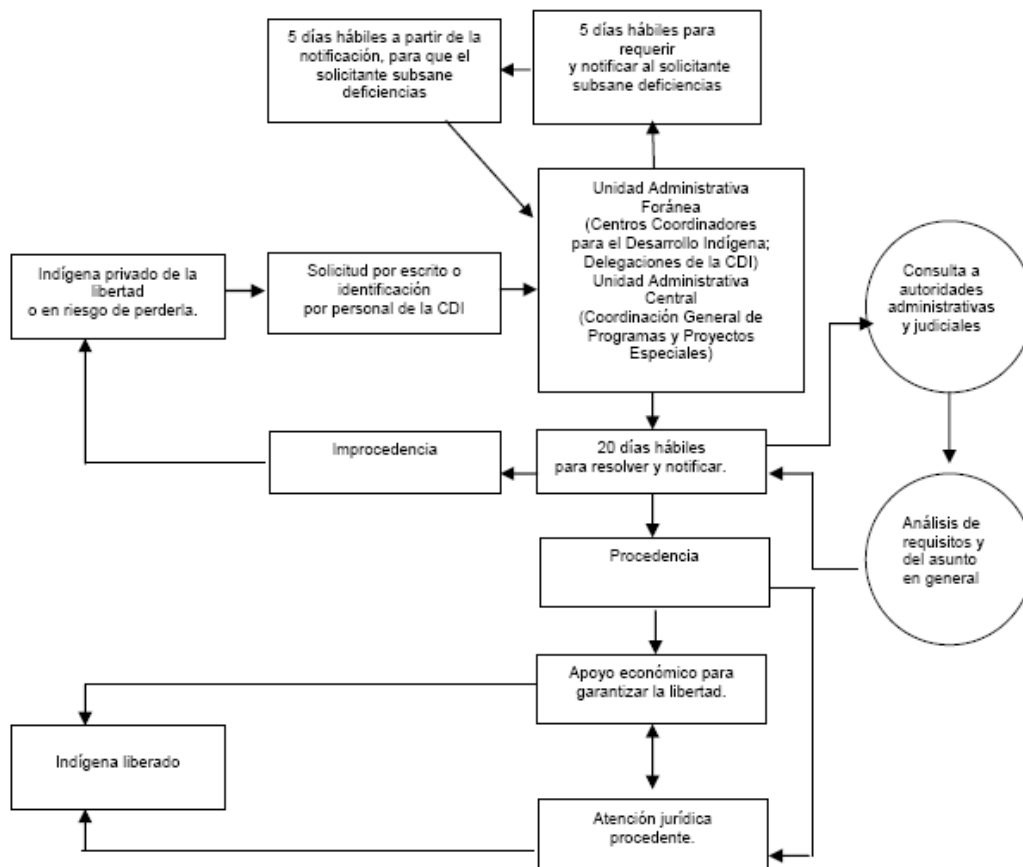 5 días hábiles a partir de la
notificación, para que el
solicitante subsane
deficiencias
5 días hábiles para
requerir
y notificar al solicitante
subsane deficiencias
Indígena privado de la
libertad
o en riesgo de perderla.
Solicitud por escrito o
identificación
por personal de la CDI
Unidad Administrativa
Foránea
(Centros Coordinadores
para el Desarrollo Indígena;
Delegaciones de la CDI)
Unidad Administrativa
Central
(Coordinación General de
Programas y Proyectos
Especiales)
Consulta a
autoridades
administrativas
y judiciales
Improcedencia
20 días hábiles
para resolver y notificar.
Análisis de
requisitos y
del asunto
en general
Procedencia
Apoyo económico para
garantizar la libertad.
Indígena liberado
Atención jurídica
procedente.